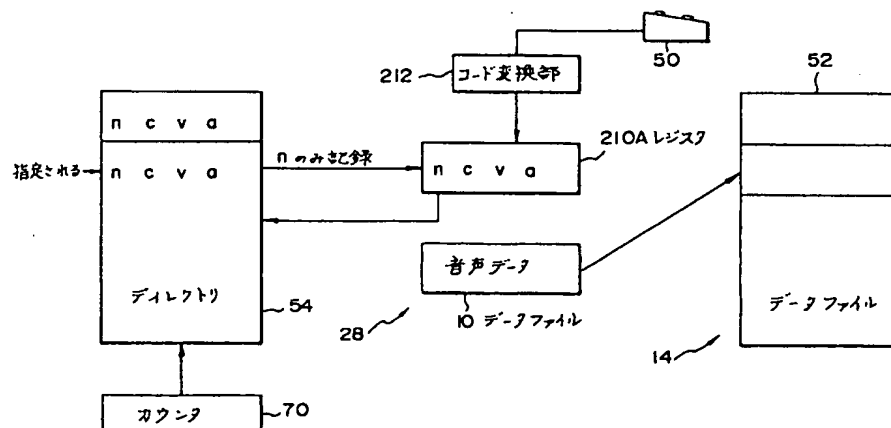 50
212
コード変換部
52
n c v a
210A レジスタ
指定される
n c v a
nのみ記録
n c v a
音声データ
ディレクトリ
54
28
10 データファイル
データファイル
14
カウンタ
70